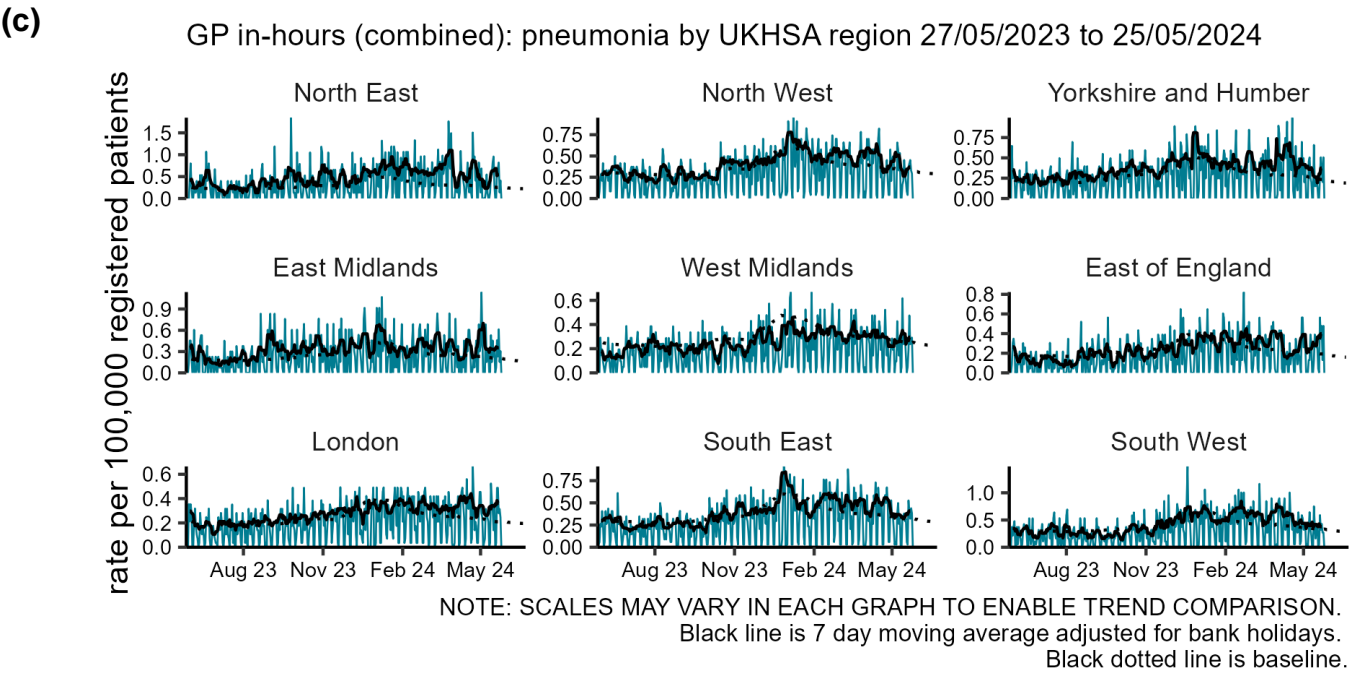 (c)
GP in-hours (combined): pneumonia by UKHSA region 27/05/2023 to 25/05/2024
rate per 100,000 registered patients
North East
1.5
1.0
0.5
0.0
North West
0.75
0.50
0.25
0.00
Yorkshire and Humber
0.75
0.50
0.25
0.00
East Midlands
0.9
0.6
0.3
0.0
West Midlands
0.6
0.4
0.2
0.0
East of England
0.8
0.6
0.4
0.2
0.0
London
0.6
0.4
0.2
0.0
Aug 23 Nov 23 Feb 24 May 24
South East
0.75
0.50
0.25
0.00
Aug 23 Nov 23 Feb 24 May 24
South West
1.0
0.5
0.0
Aug 23 Nov 23 Feb 24 May 24
NOTE: SCALES MAY VARY IN EACH GRAPH TO ENABLE TREND COMPARISON.
Black line is 7 day moving average adjusted for bank holidays.
Black dotted line is baseline.